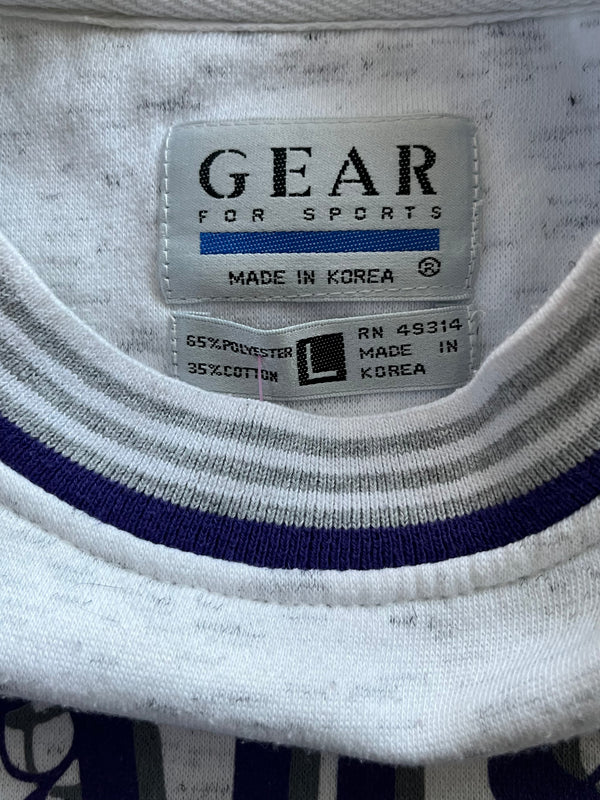 GEAR
FOR SPORTS
MADE IN KOREA ®
65% POLYESTER
35% COTTON
L
RN 49314
MADE IN
KOREA